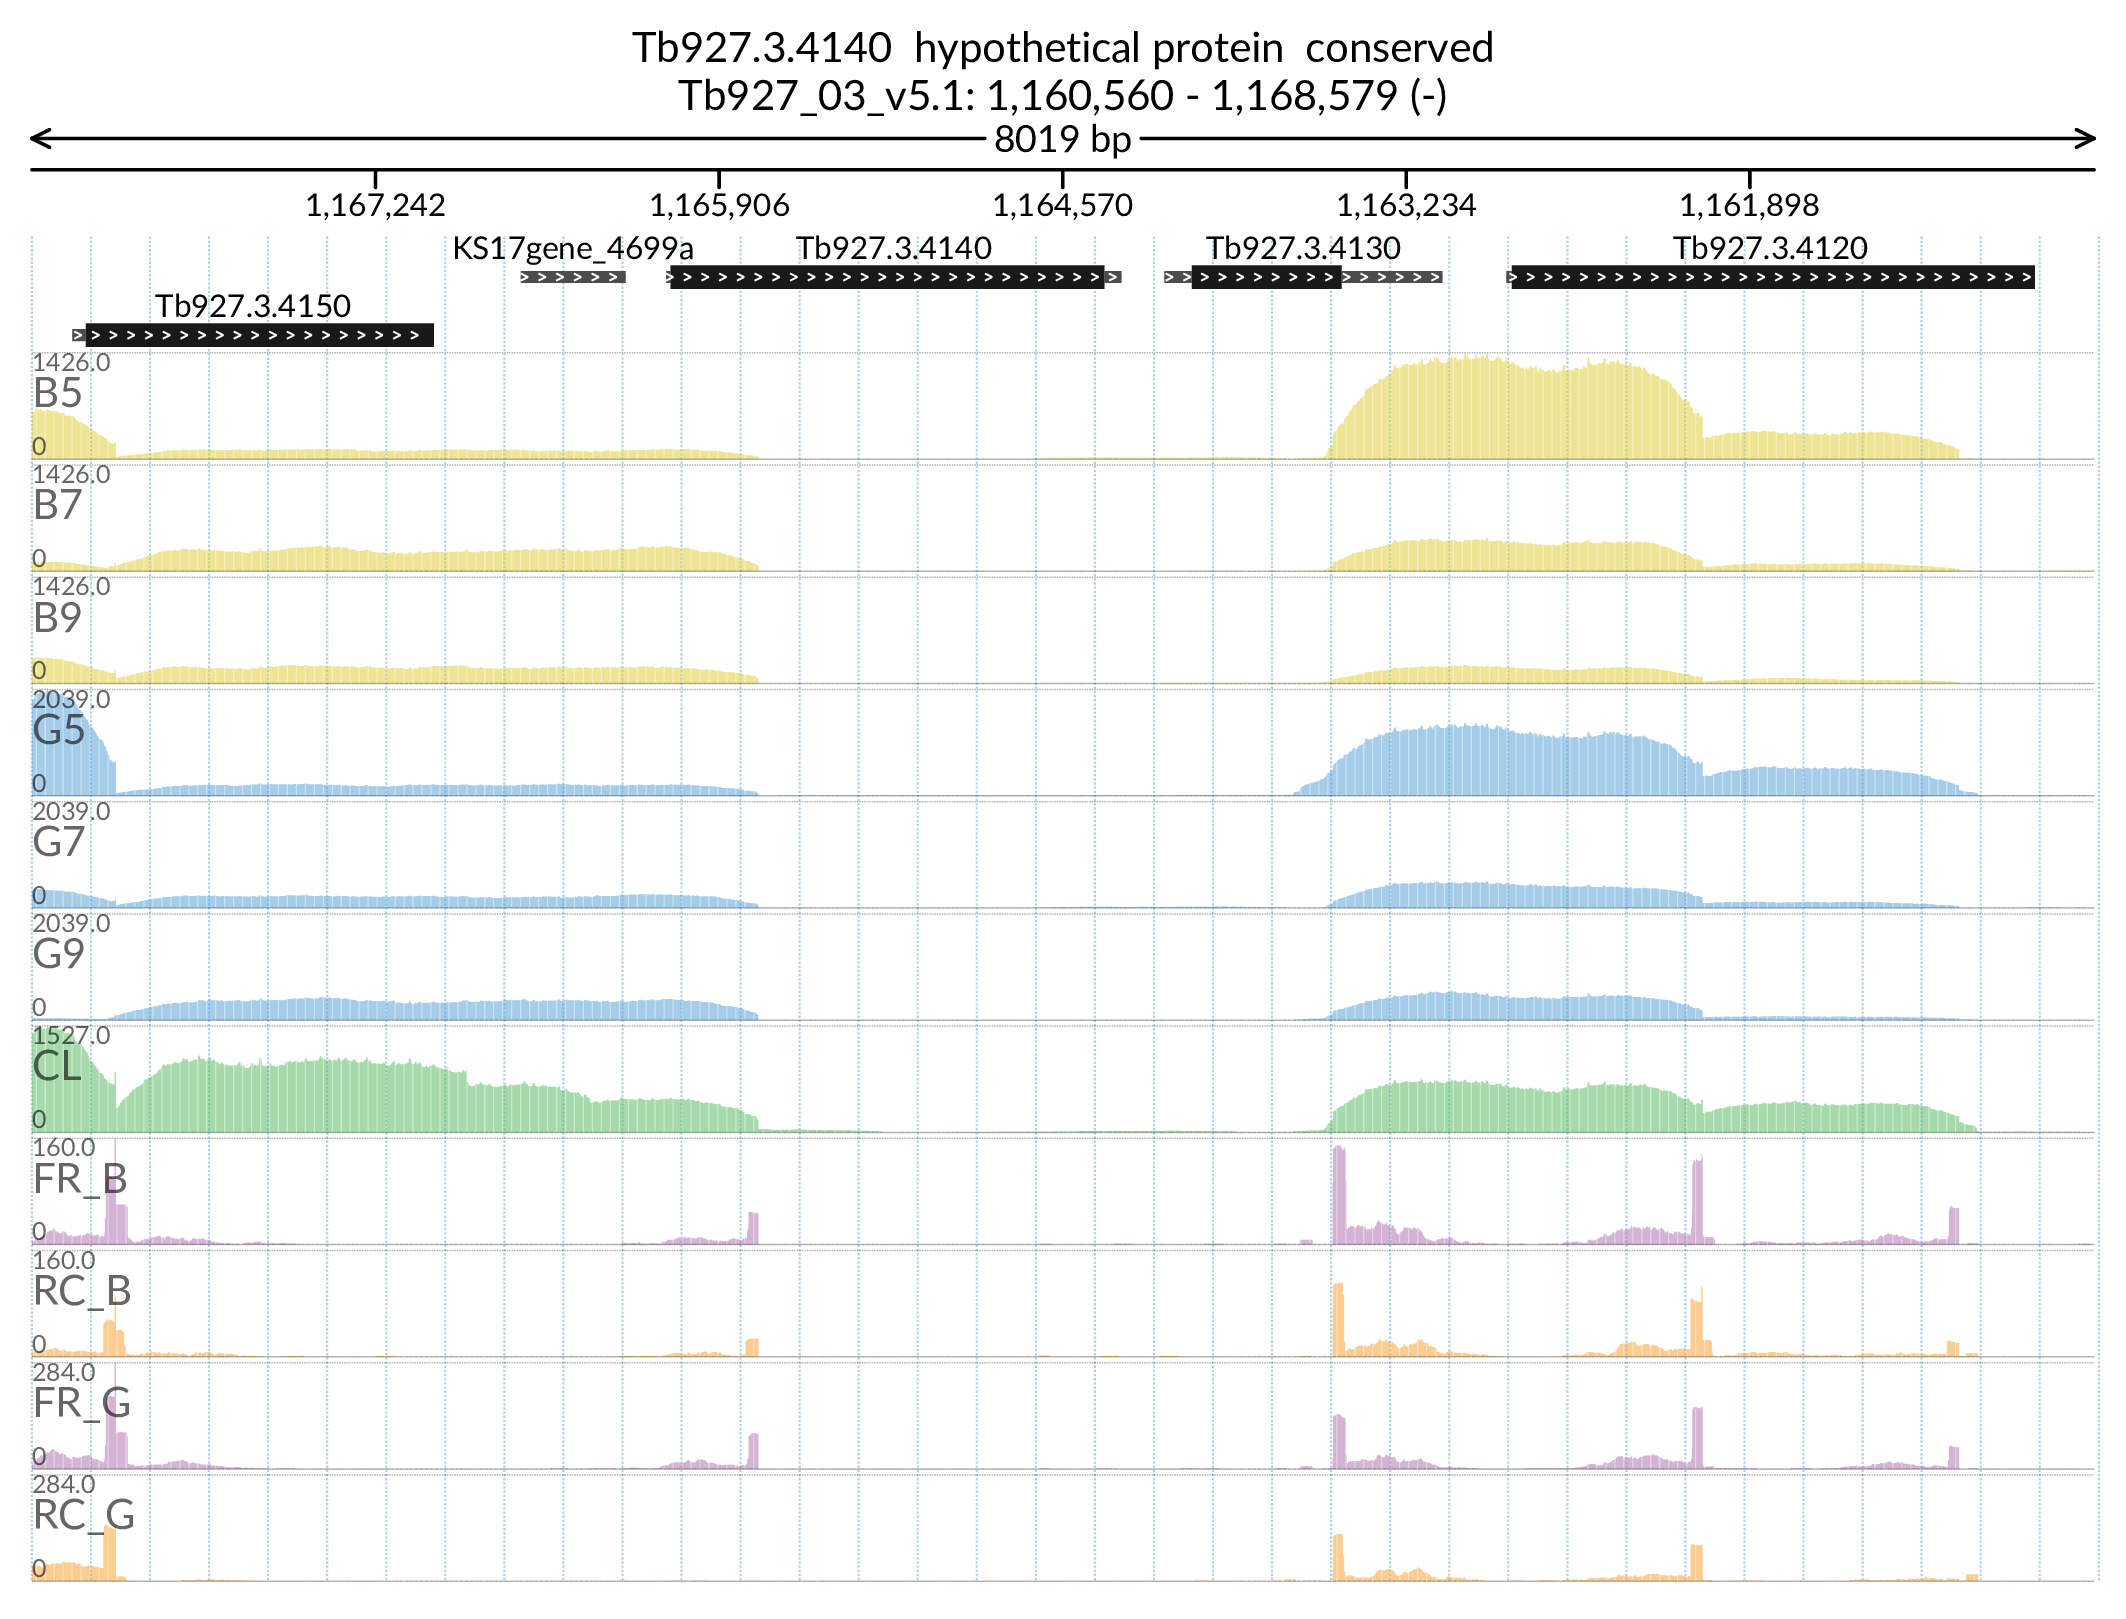 Tb927.3.4140  hypothetical protein  conserved
Tb927_03_v5.1: 1,160,560 - 1,168,579 (-)
8019 bp
1,167,242 1,165,906 1,164,570 1,163,234 1,161,898
KS17gene_4699a Tb927.3.4140 Tb927.3.4130 Tb927.3.4120
Tb927.3.4150
1426.0
B5
0
1426.0
B7
0
1426.0
B9
0
2039.0
G5
0
2039.0
G7
0
2039.0
G9
0
1527.0
CL
0
160.0
FR_B
0
160.0
RC_B
0
284.0
FR_G
0
284.0
RC_G
0